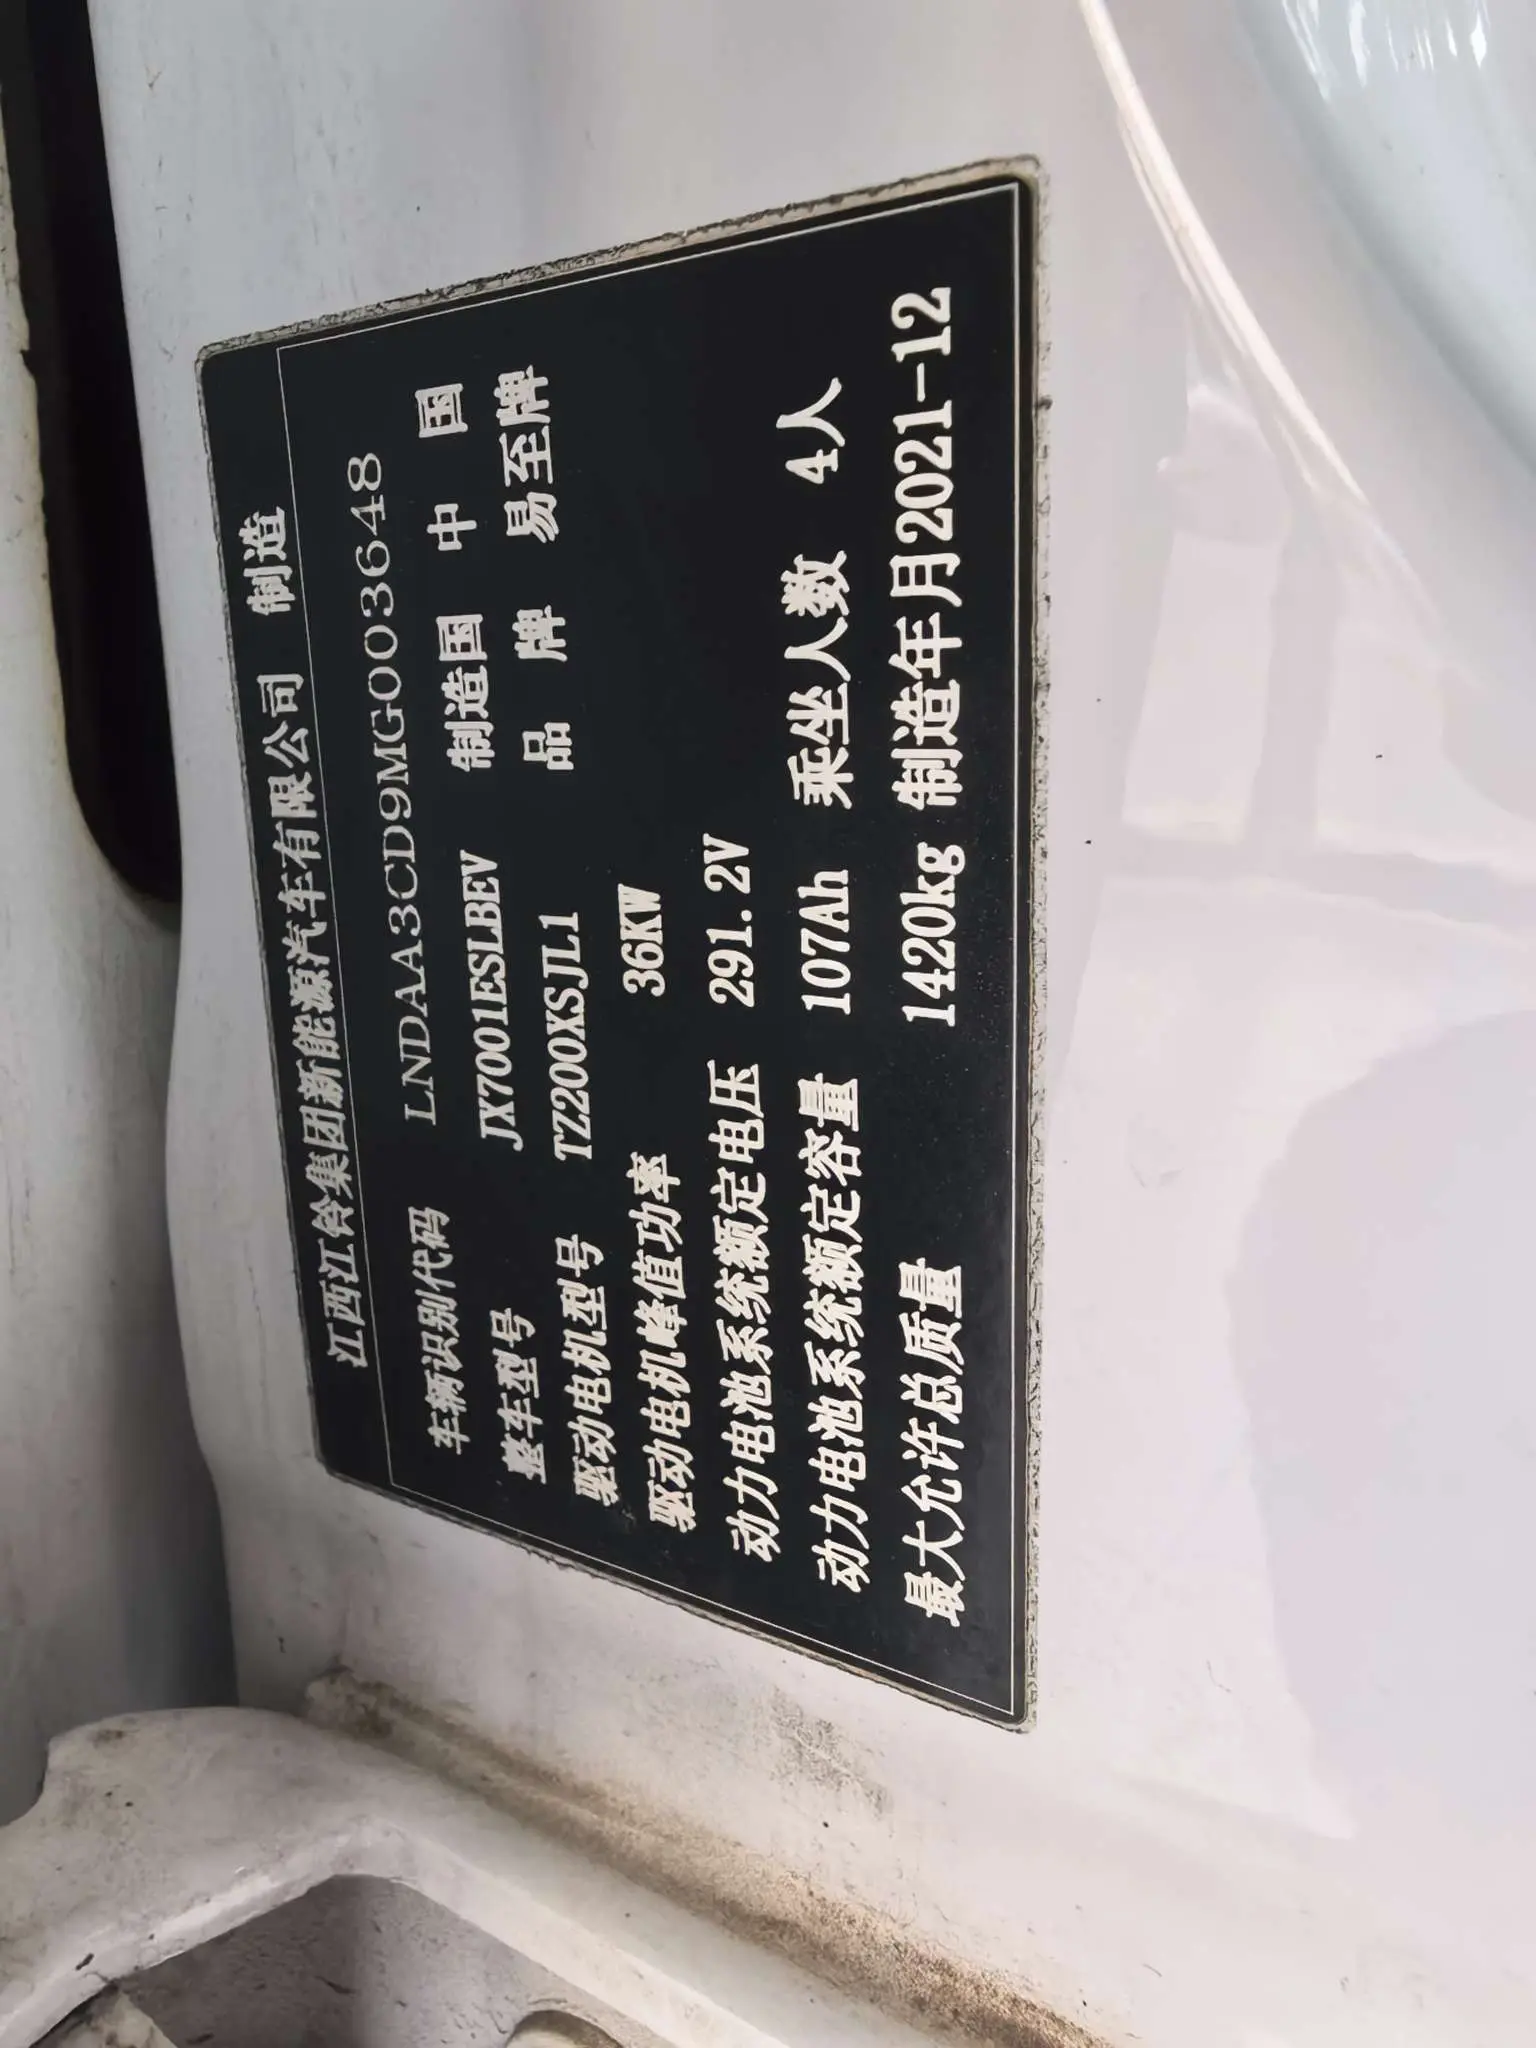 江西江铃集团新能源汽车有限公司 制造
车辆识别代码 LNDAA3CD9MG003648
整车型号 JX7001ESLBEV 制造国 中国
驱动电机型号 TZ200XSJL1 品牌 易至牌
驱动电机峰值功率 36KW
动力电池系统额定电压 291.2V
动力电池系统额定容量 107Ah 乘坐人数 4人
最大允许总质量 1420kg 制造年月2021-12